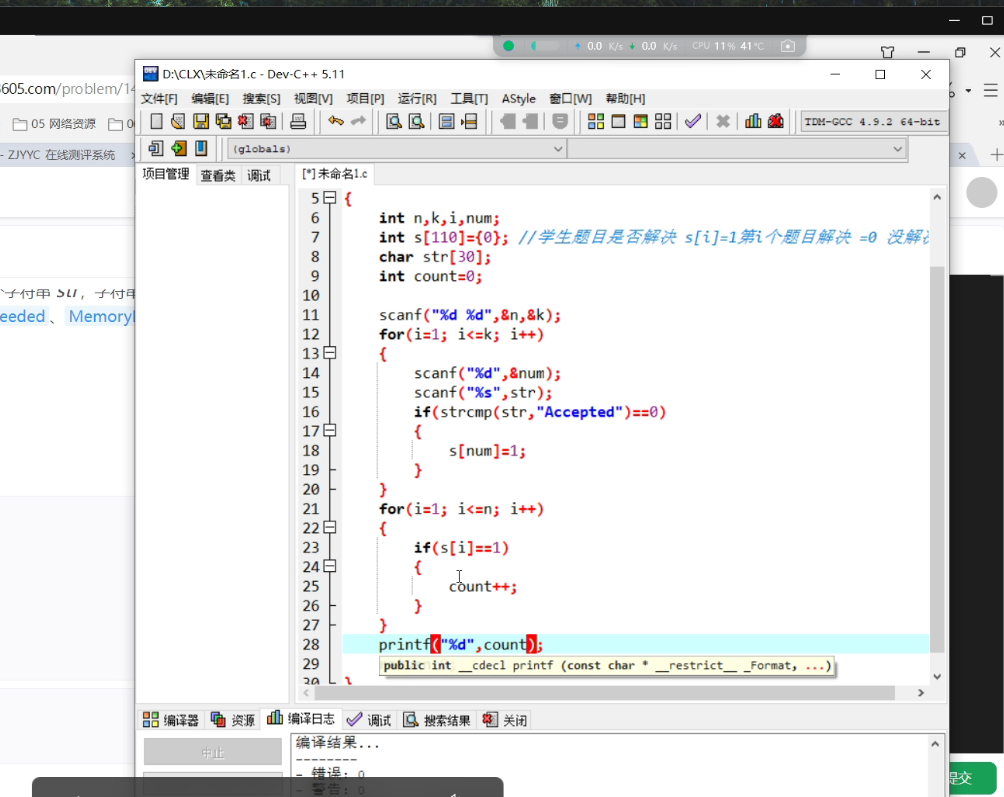 0.0 K/s 0.0 K/s CPU 11% 41°C
D:\CLX\未命名1.c - Dev-C++ 5.11
605.com/problem/14
文件[F] 编辑[E] 搜索[S] 视图[V] 项目[P] 运行[R] 工具[T] AStyle 窗口[W] 帮助[H]
05 网络资源
TDM-GCC 4.9.2 64-bit
- ZJYYC 在线测评系统
(globals)
项目管理 查看类 调试
[*] 未命名1.c
5 {
6 int n,k,i,num;
7 int s[110]={0}; //学生题目是否解决 s[i]=1第i个题目解决 =0 没解
8 char str[30];
9 int count=0;
10
11 scanf("%d %d",&n,&k);
12 for(i=1; i<=k; i++)
13 {
14 scanf("%d",&num);
15 scanf("%s",str);
16 if(strcmp(str,"Accepted")==0)
17 {
18 s[num]=1;
19 }
20 }
21 for(i=1; i<=n; i++)
22 {
23 if(s[i]==1)
24 {
25 count++;
26 }
27 }
28 printf("%d",count);
29 public int __cdecl printf (const char * __restrict__ _Format, ...)
30 }
eeded、 Memory
编译器 资源 编译日志 调试 搜索结果 关闭
中止
编译结果...
--------
- 错误: 0
- 警告: 0
提交